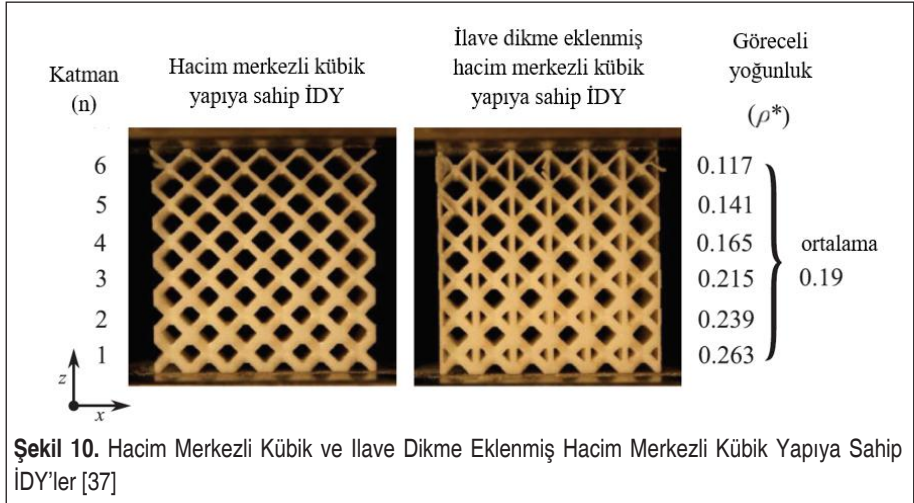 Katman
(n)
Hacim merkezli kübik
yapıya sahip İDY
İlave dikme eklenmiş
hacim merkezli kübik
yapıya sahip İDY
Göreceli
yoğunluk
(ρ*)
6
5
4
3
2
1
0.117
0.141
0.165
0.215
0.239
0.263
ortalama
0.19
z
x
Şekil 10. Hacim Merkezli Kübik ve Ilave Dikme Eklenmiş Hacim Merkezli Kübik Yapıya Sahip
İDY'ler [37]